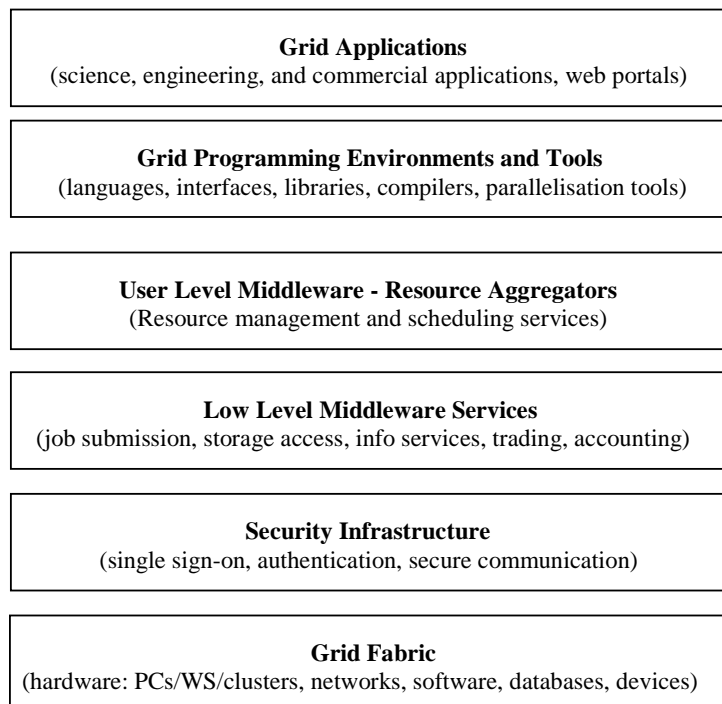 Grid Applications
(science, engineering, and commercial applications, web portals)
Grid Programming Environments and Tools
(languages, interfaces, libraries, compilers, parallelisation tools)
User Level Middleware - Resource Aggregators
(Resource management and scheduling services)
Low Level Middleware Services
(job submission, storage access, info services, trading, accounting)
Security Infrastructure
(single sign-on, authentication, secure communication)
Grid Fabric
(hardware: PCs/WS/clusters, networks, software, databases, devices)